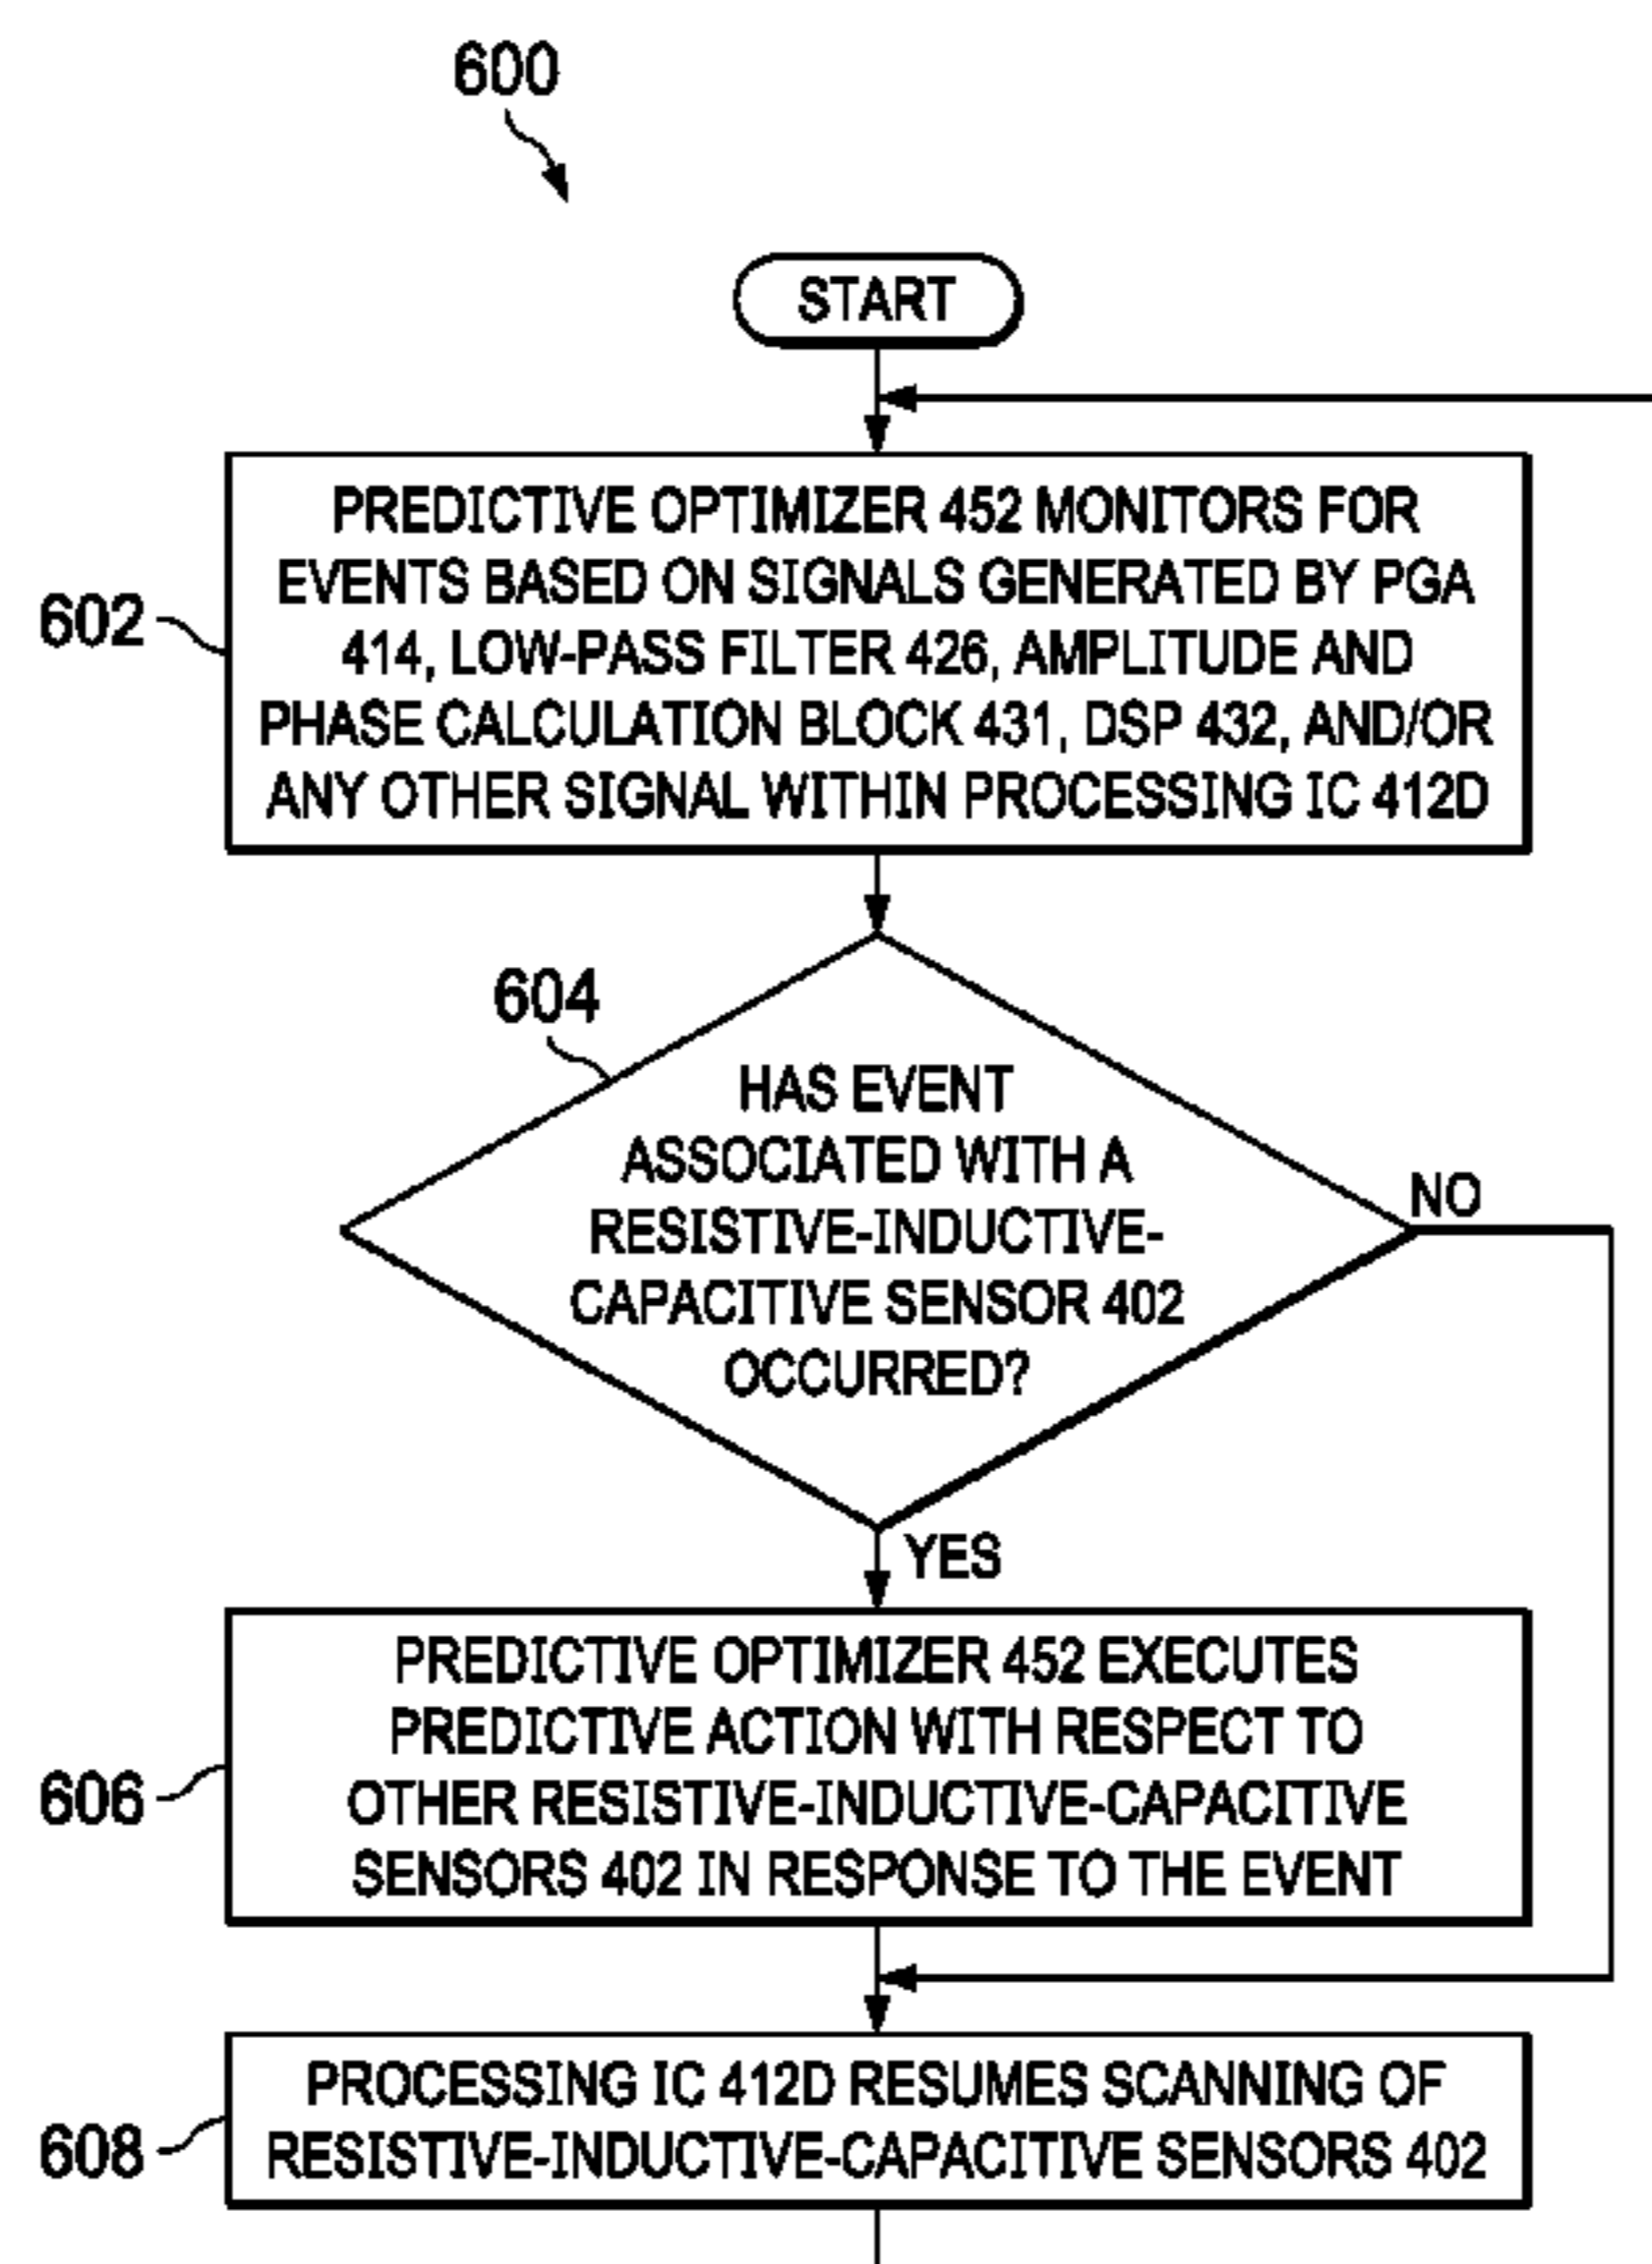 600
START
602
PREDICTIVE OPTIMIZER 452 MONITORS FOR
EVENTS BASED ON SIGNALS GENERATED BY PGA
414, LOW-PASS FILTER 426, AMPLITUDE AND
PHASE CALCULATION BLOCK 431, DSP 432, AND/OR
ANY OTHER SIGNAL WITHIN PROCESSING IC 412D
604
HAS EVENT
ASSOCIATED WITH A
RESISTIVE-INDUCTIVE-
CAPACITIVE SENSOR 402
OCCURRED?
NO
YES
606
PREDICTIVE OPTIMIZER 452 EXECUTES
PREDICTIVE ACTION WITH RESPECT TO
OTHER RESISTIVE-INDUCTIVE-CAPACITIVE
SENSORS 402 IN RESPONSE TO THE EVENT
608
PROCESSING IC 412D RESUMES SCANNING OF
RESISTIVE-INDUCTIVE-CAPACITIVE SENSORS 402